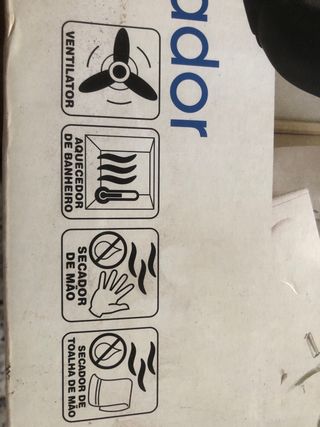 ador
VENTILATOR
AQUECEDOR
DE BANHEIRO
SECADOR
DE MÃO
SECADOR DE
TOALHA DE MÃO